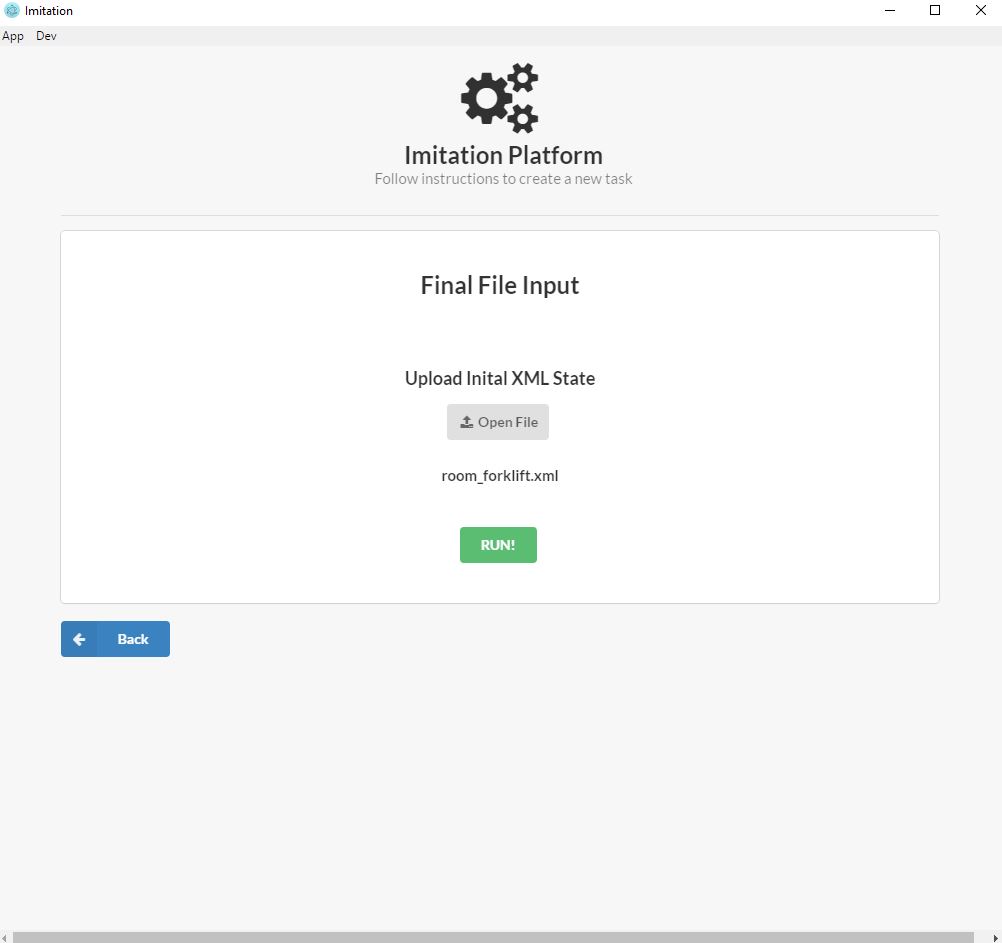 Imitation
App Dev
Imitation Platform
Follow instructions to create a new task
Final File Input
Upload Inital XML State
Open File
room_forklift.xml
RUN!
Back